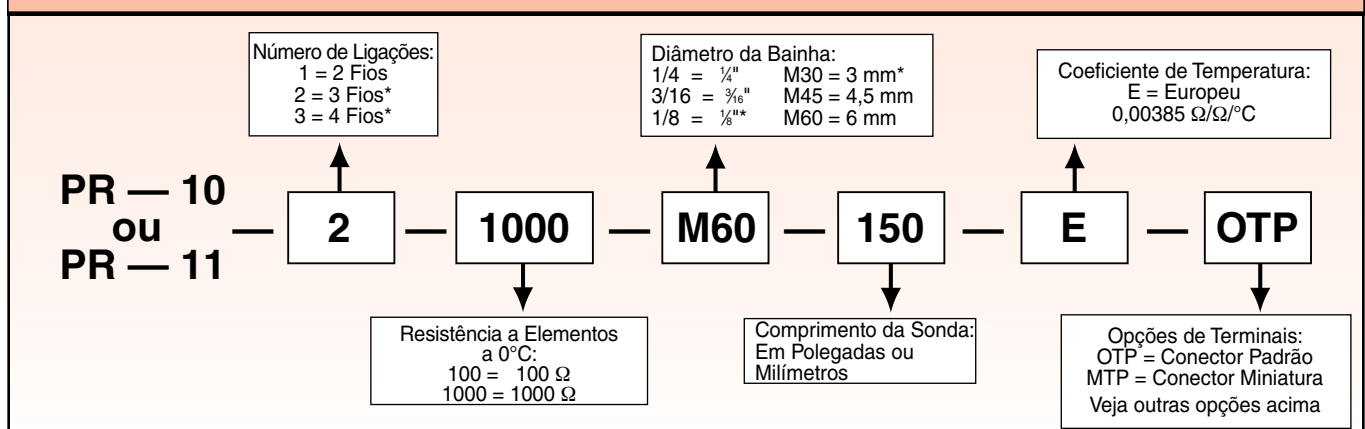 Número de Ligações:
1 = 2 Fios
2 = 3 Fios*
3 = 4 Fios*
Diâmetro da Bainha:
1/4 = ¼" M30 = 3 mm*
3/16 = ³⁄₁₆" M45 = 4,5 mm
1/8 = ⅛"* M60 = 6 mm
Coeficiente de Temperatura:
E = Europeu
0,00385 Ω/Ω/°C
PR — 10
ou
PR — 11
— 2 — 1000 — M60 — 150 — E — OTP
Resistência a Elementos
a 0°C:
100 = 100 Ω
1000 = 1000 Ω
Comprimento da Sonda:
Em Polegadas ou
Milímetros
Opções de Terminais:
OTP = Conector Padrão
MTP = Conector Miniatura
Veja outras opções acima